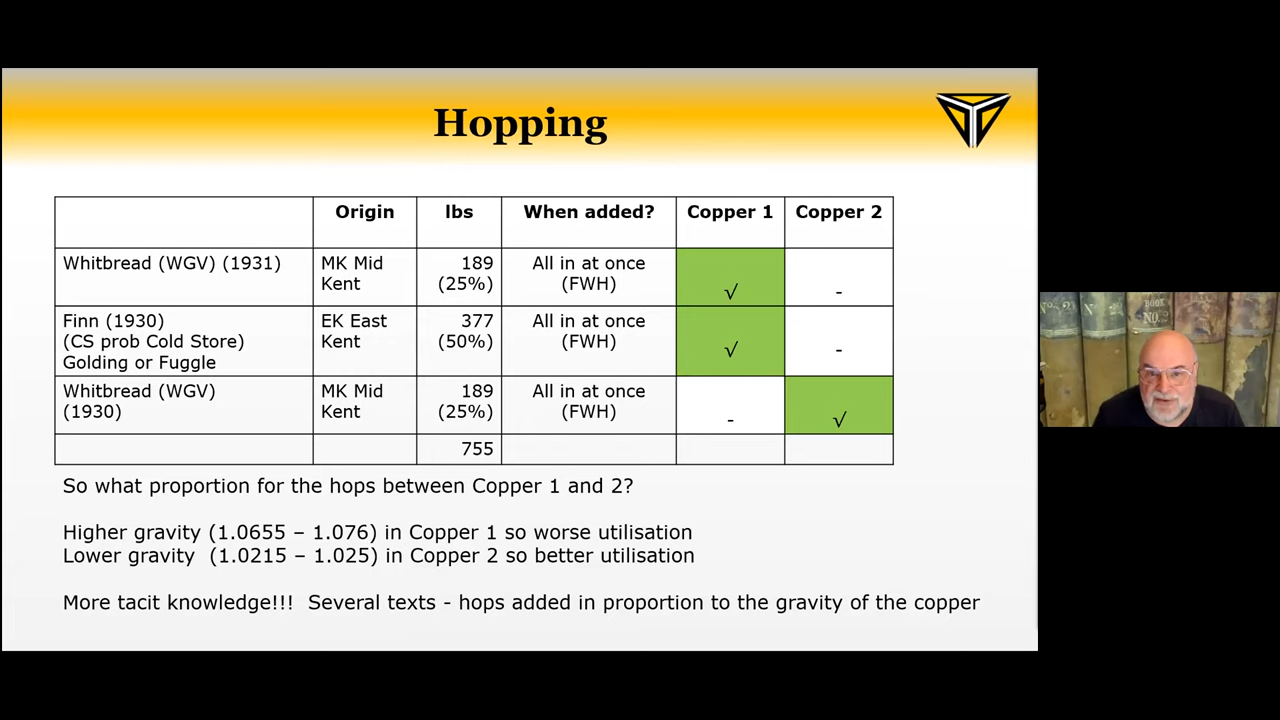 Hopping
Origin lbs When added? Copper 1 Copper 2
Whitbread (WGV) (1931) MK Mid 189 All in at once
Kent (25%) (FWH)
√ -
Finn (1930) EK East 377 All in at once
(CS prob Cold Store) Kent (50%) (FWH)
√ -
Golding or Fuggle
Whitbread (WGV) MK Mid 189 All in at once
(1930) Kent (25%) (FWH)
- √
755
So what proportion for the hops between Copper 1 and 2?
Higher gravity (1.0655 – 1.076) in Copper 1 so worse utilisation
Lower gravity (1.0215 – 1.025) in Copper 2 so better utilisation
More tacit knowledge!!! Several texts - hops added in proportion to the gravity of the copper
BOOK